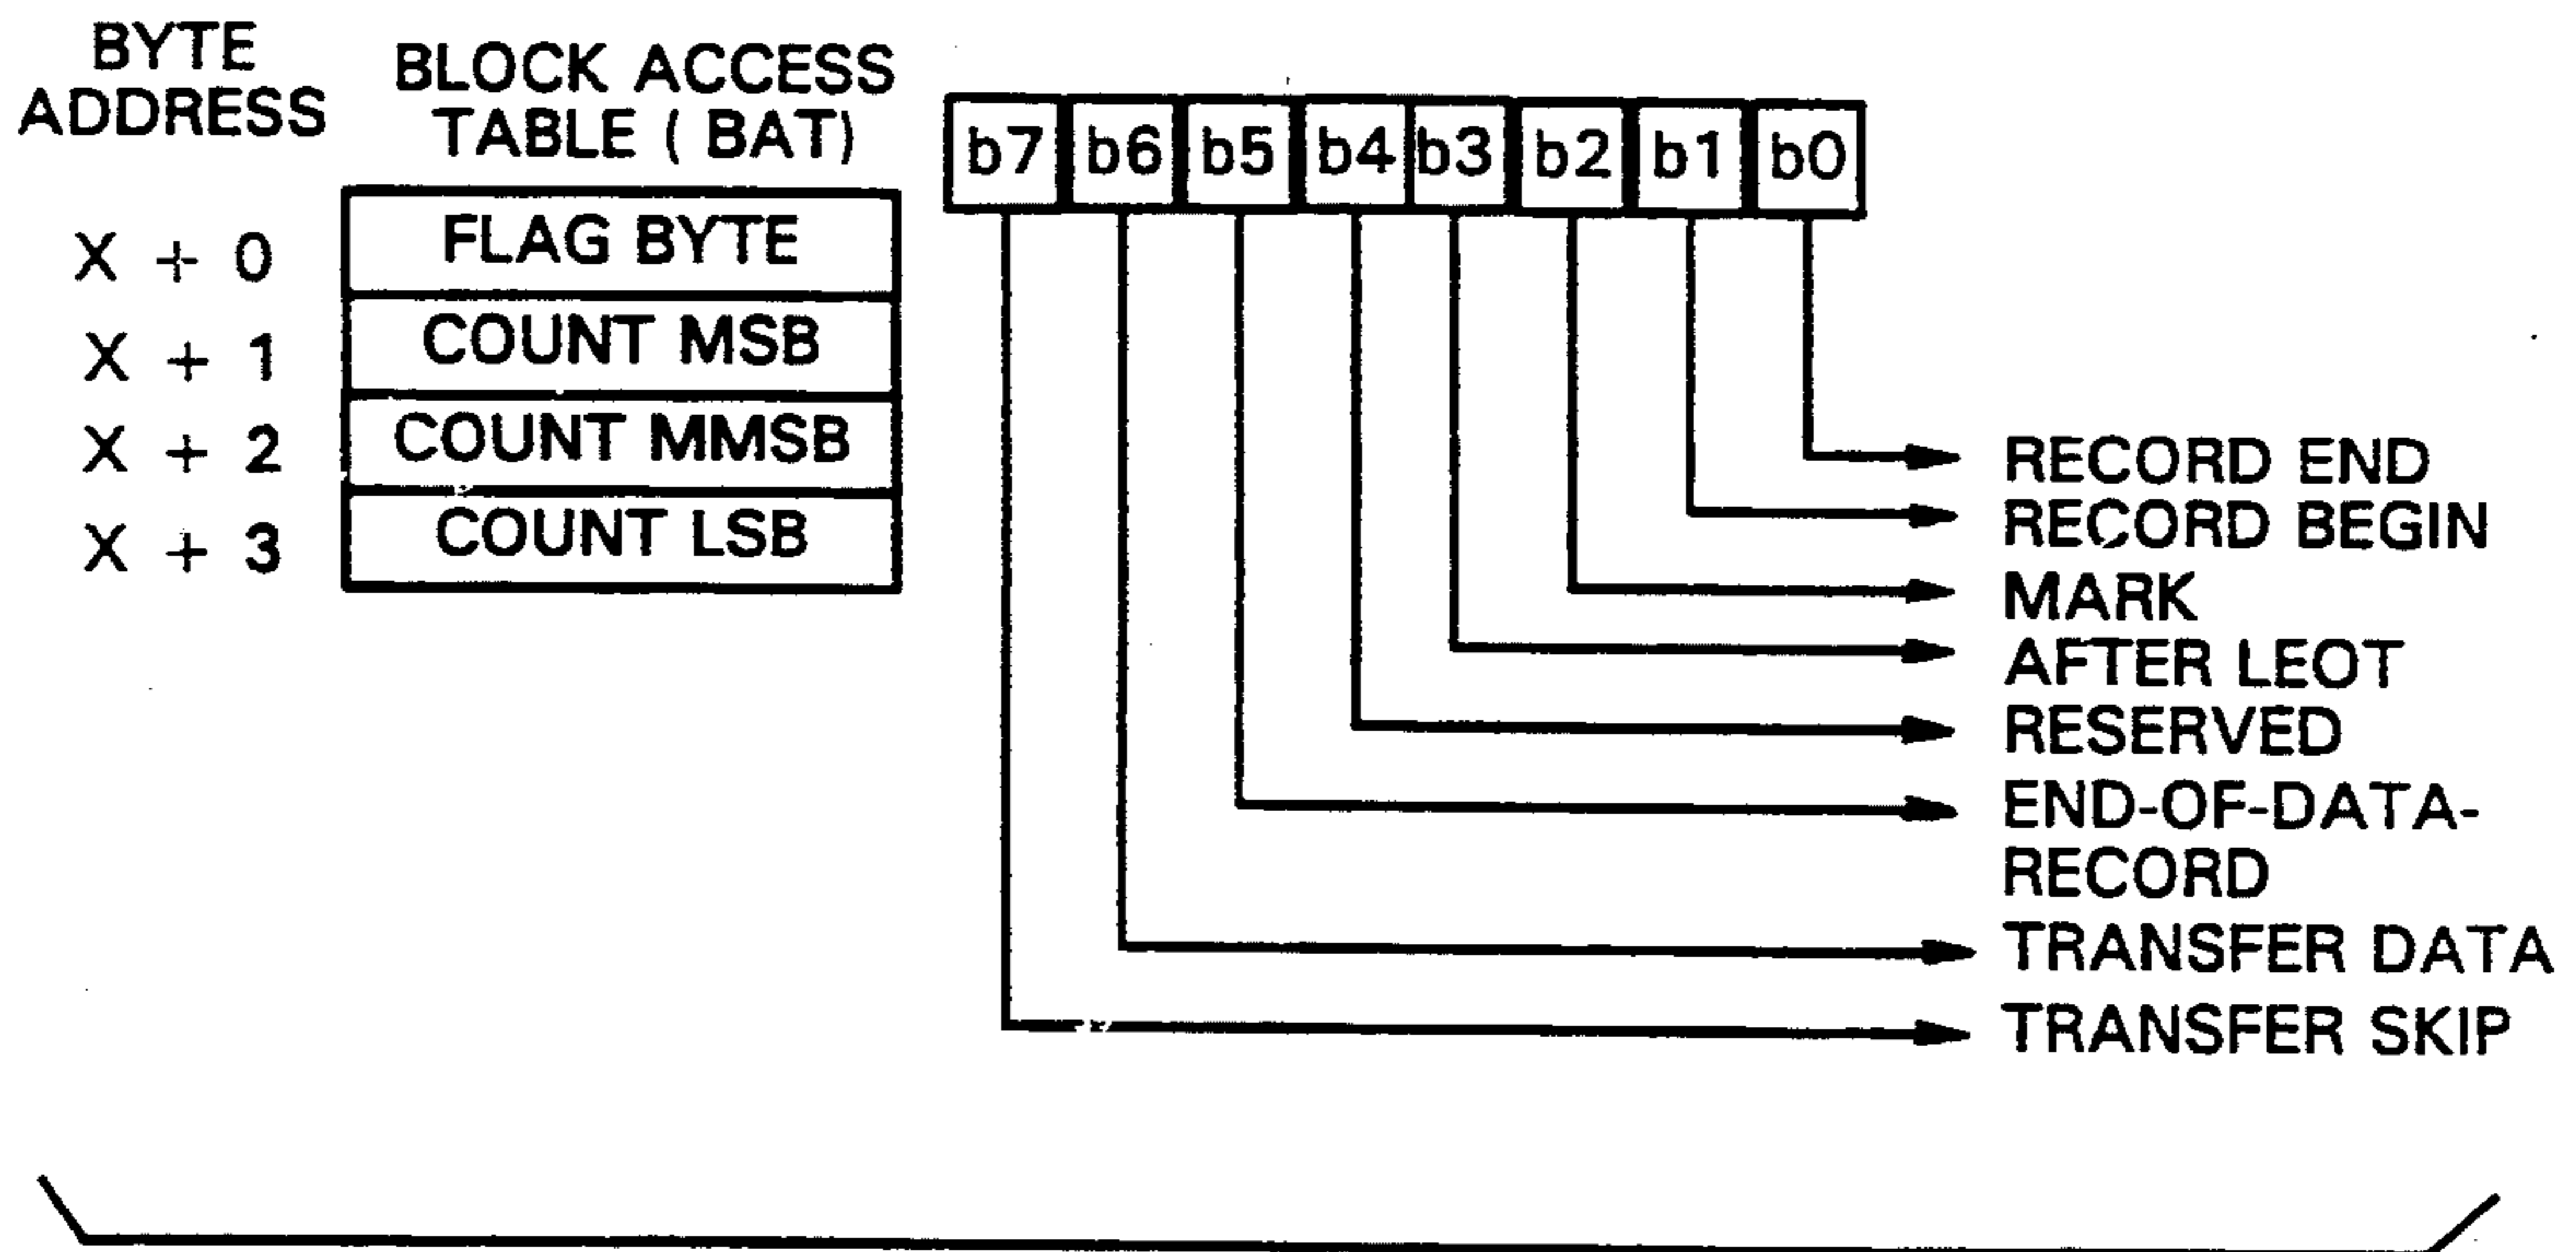 BYTE
ADDRESS
BLOCK ACCESS
TABLE ( BAT)
X + 0
FLAG BYTE
X + 1
COUNT MSB
X + 2
COUNT MMSB
X + 3
COUNT LSB
b7 b6 b5 b4 b3 b2 b1 b0
RECORD END
RECORD BEGIN
MARK
AFTER LEOT
RESERVED
END-OF-DATA-
RECORD
TRANSFER DATA
TRANSFER SKIP